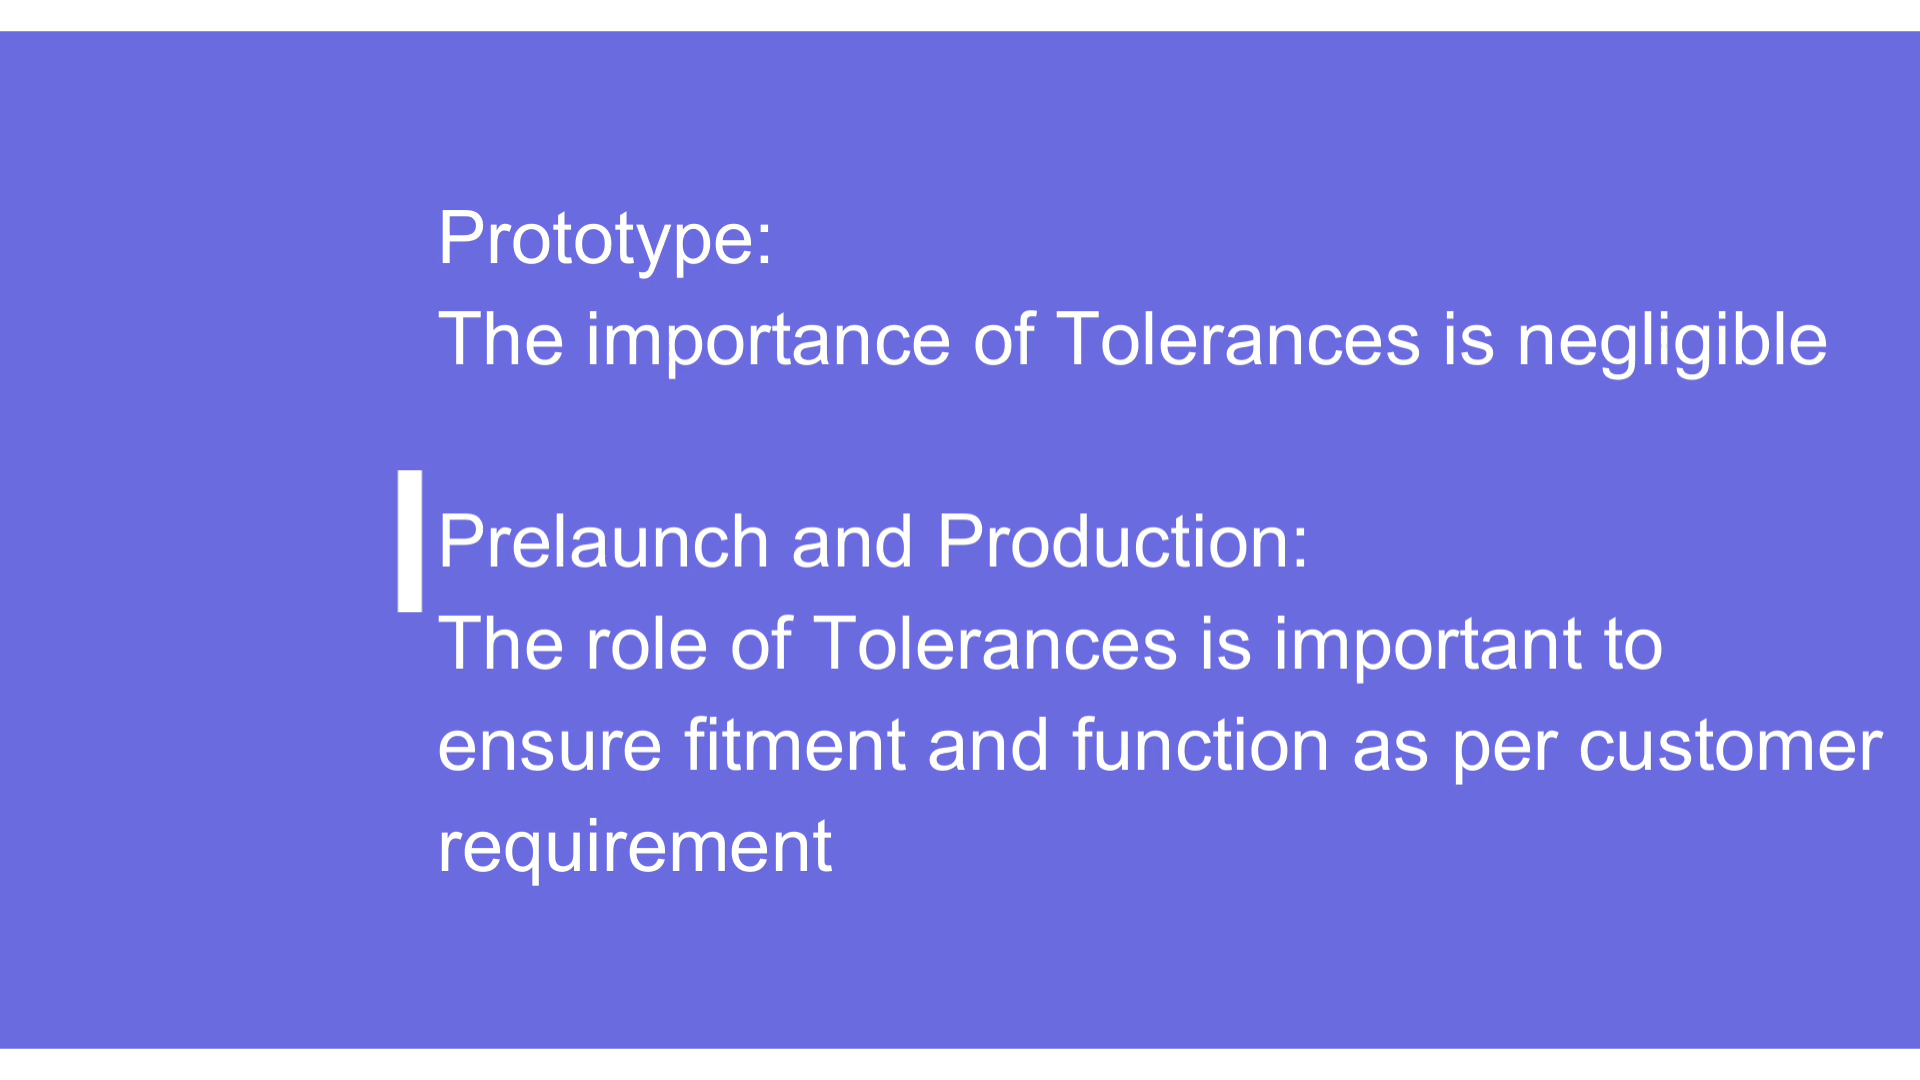 Prototype:
The importance of Tolerances is negligible
Prelaunch and Production:
The role of Tolerances is important to
ensure fitment and function as per customer
requirement